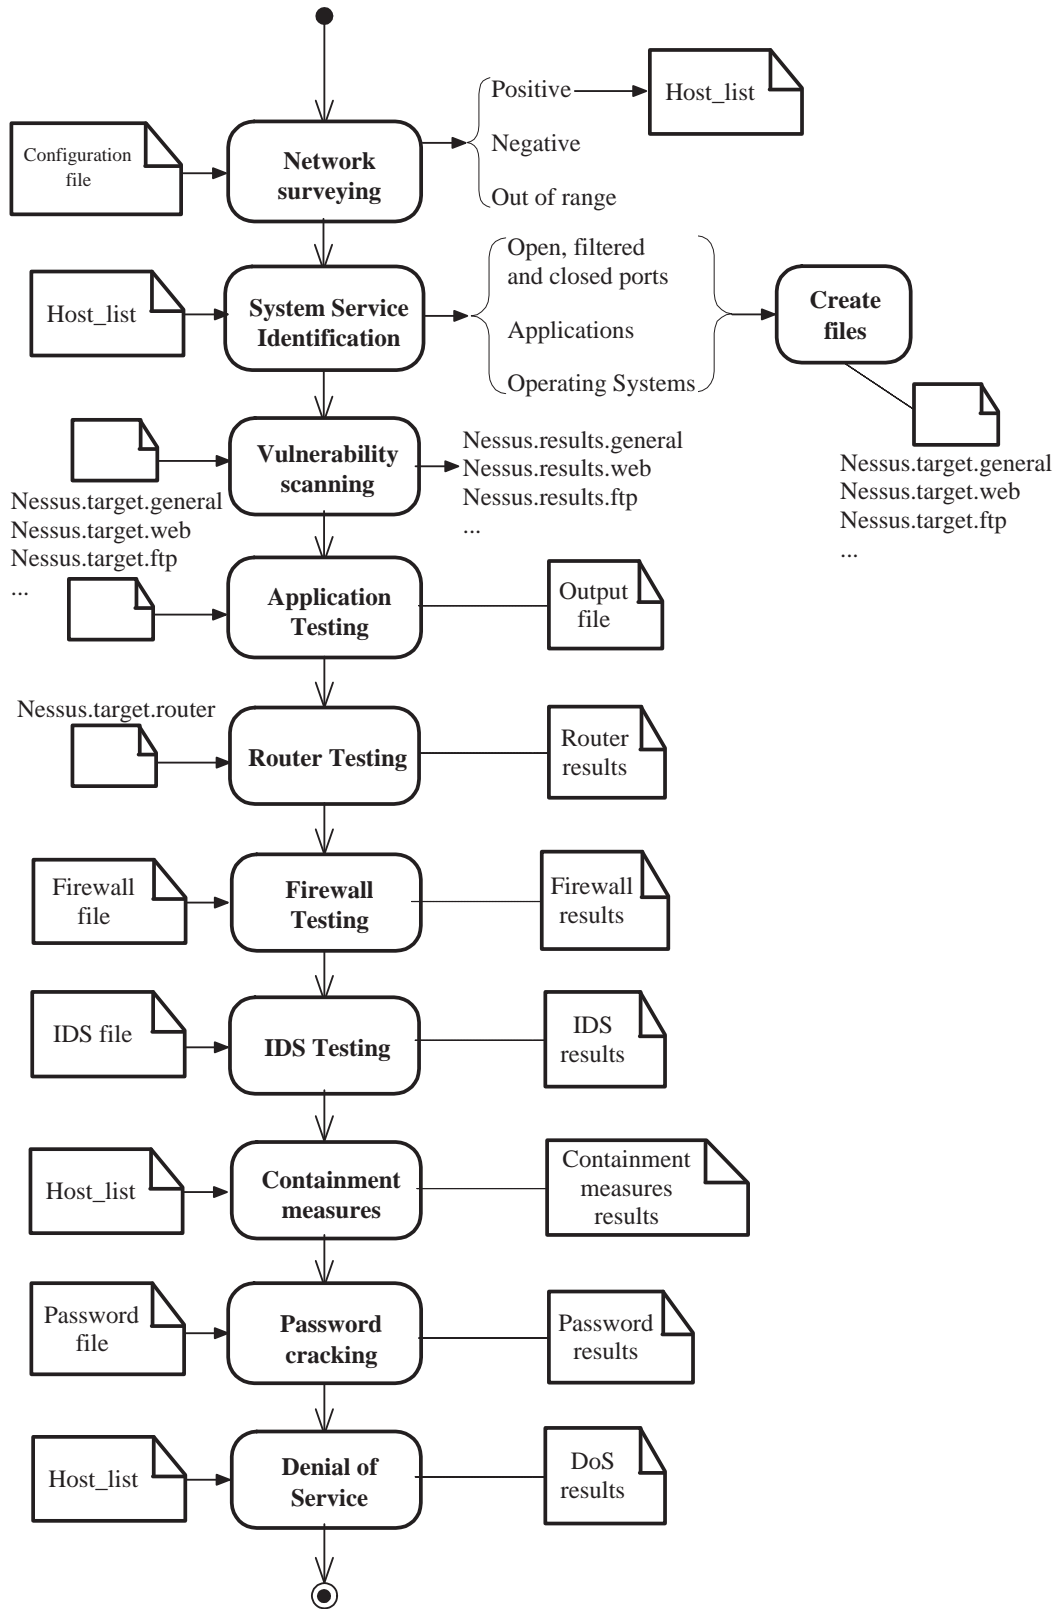 Positive
Host_list
Configuration
file
Network
surveying
Negative
Out of range
Host_list
System Service
Identification
Open, filtered
and closed ports
Applications
Operating Systems
Create
files
Nessus.target.general
Nessus.target.web
Nessus.target.ftp
...
Vulnerability
scanning
Nessus.results.general
Nessus.results.web
Nessus.results.ftp
...
Nessus.target.general
Nessus.target.web
Nessus.target.ftp
...
Application
Testing
Output
file
Nessus.target.router
Router Testing
Router
results
Firewall
file
Firewall
Testing
Firewall
results
IDS file
IDS Testing
IDS
results
Host_list
Containment
measures
Containment
measures
results
Password
file
Password
cracking
Password
results
Host_list
Denial of
Service
DoS
results